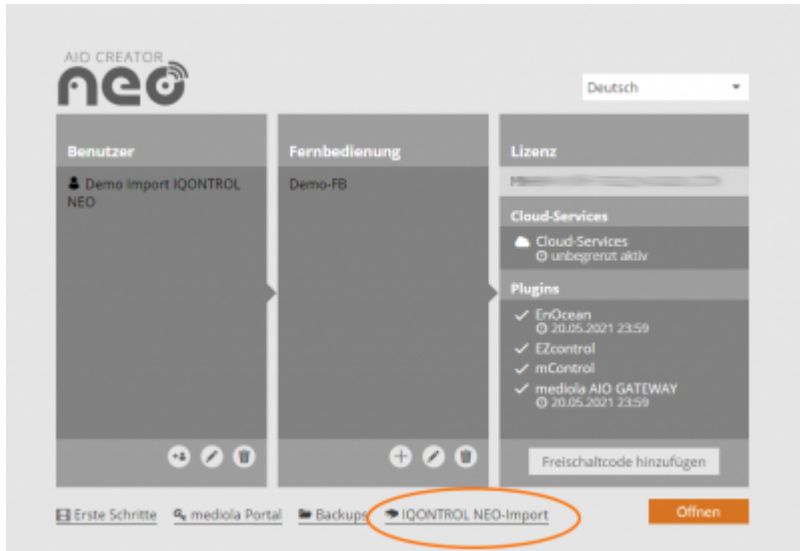 AIO CREATOR
neo
Deutsch
Benutzer
Demo Import IQONTROL
NEO
Fernbedienung
Demo-FB
Lizenz
Cloud-Services
Cloud-Services
unbegrenzt aktiv
Plugins
EnOcean
20.05.2021 23:59
EZcontrol
mControl
mediola AIO GATEWAY
20.05.2021 23:59
Freischaltcode hinzufügen
Erste Schritte mediola Portal Backups IQONTROL NEO-Import
Öffnen